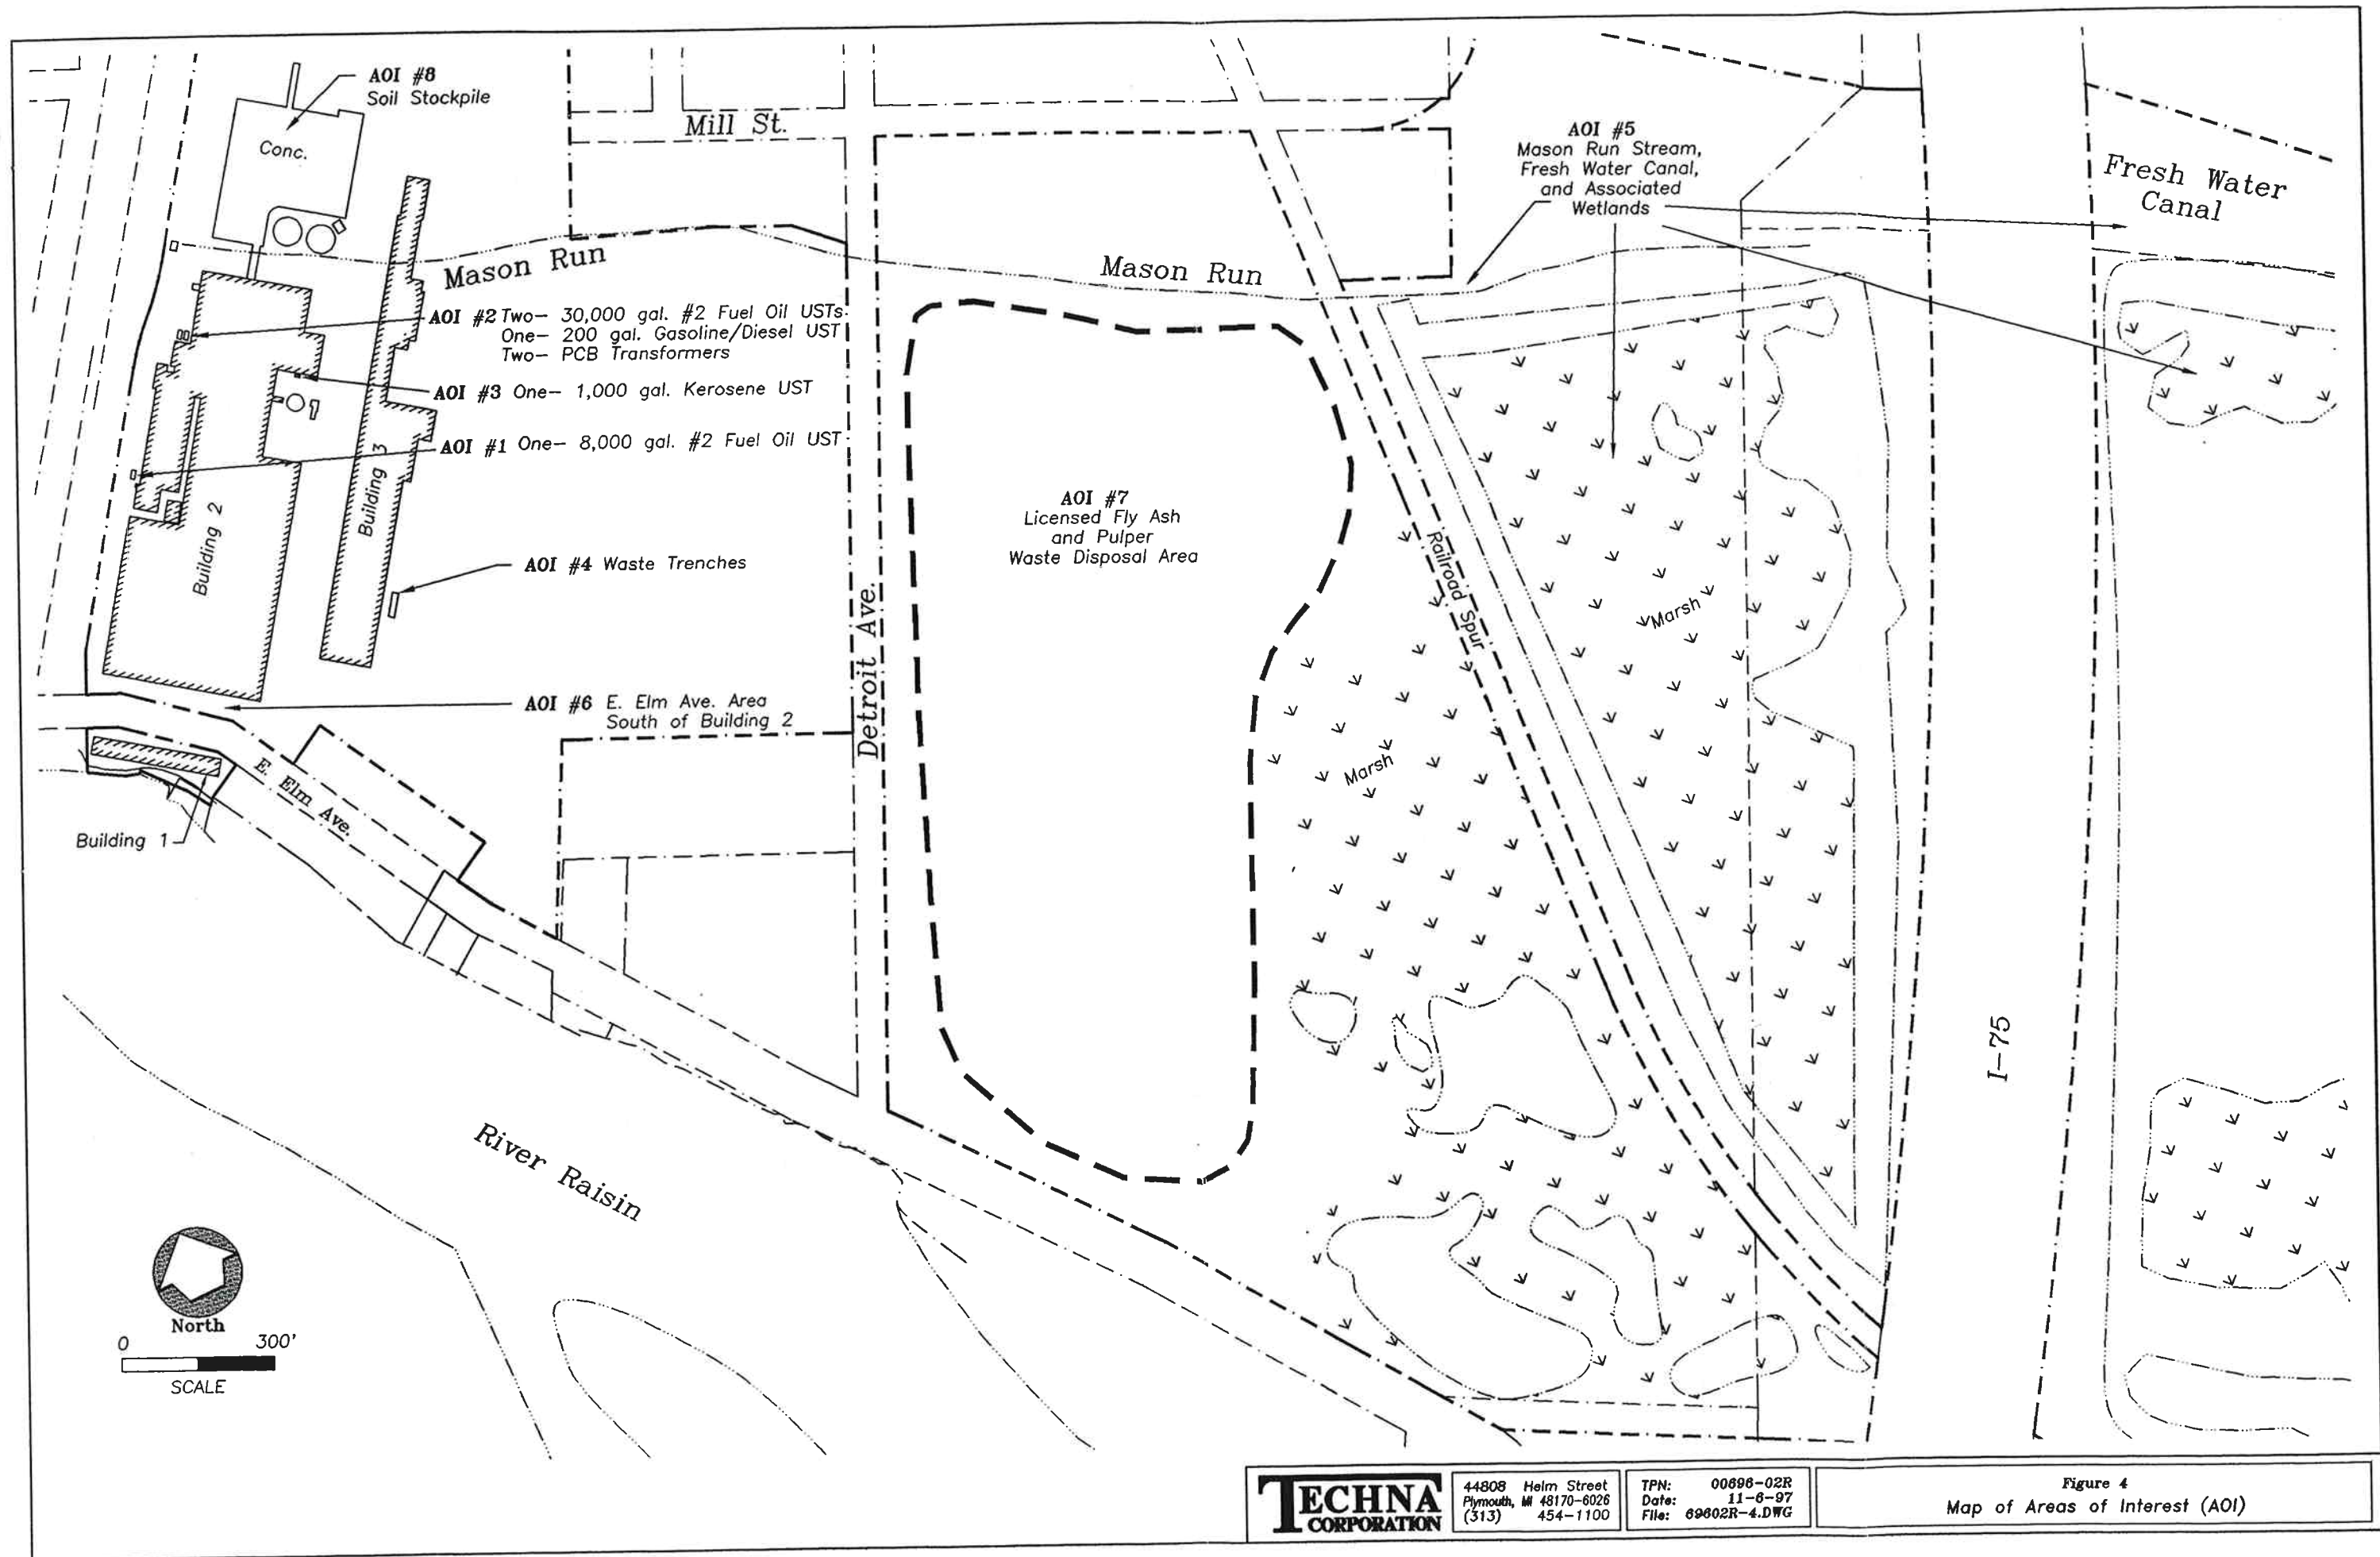 AOI #8
Soil Stockpile
Conc.
Mill St.
AOI #5
Mason Run Stream,
Fresh Water Canal,
and Associated
Wetlands
Fresh Water
Canal
Mason Run
Mason Run
AOI #2 Two- 30,000 gal. #2 Fuel Oil USTs
One- 200 gal. Gasoline/Diesel UST
Two- PCB Transformers
AOI #3 One- 1,000 gal. Kerosene UST
AOI #1 One- 8,000 gal. #2 Fuel Oil UST
Building 3
Building 2
AOI #7
Licensed Fly Ash
and Pulper
Waste Disposal Area
AOI #4 Waste Trenches
Railroad Spur
Marsh
Detroit Ave.
AOI #6 E. Elm Ave. Area
South of Building 2
Marsh
E. Elm Ave.
Building 1
I-75
River Raisin
North
0 300'
SCALE
TECHNA
CORPORATION
44808 Helm Street
Plymouth, MI 48170-6026
(313) 454-1100
TPN: 00696-02R
Date: 11-6-97
File: 69602R-4.DWG
Figure 4
Map of Areas of Interest (AOI)